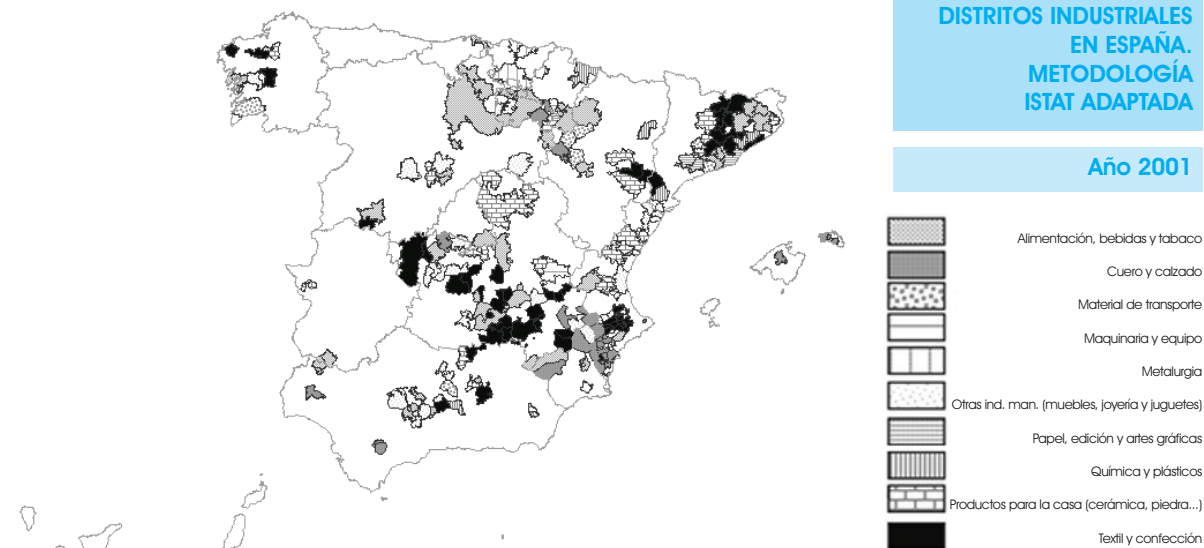 DISTRITOS INDUSTRIALES
EN ESPAÑA.
METODOLOGÍA
ISTAT ADAPTADA
Año 2001
Alimentación, bebidas y tabaco
Cuero y calzado
Material de transporte
Maquinaria y equipo
Metalurgia
Otras ind. man. (muebles, joyería y juguetes)
Papel, edición y artes gráficas
Química y plásticos
Productos para la casa (cerámica, piedra...)
Textil y confección